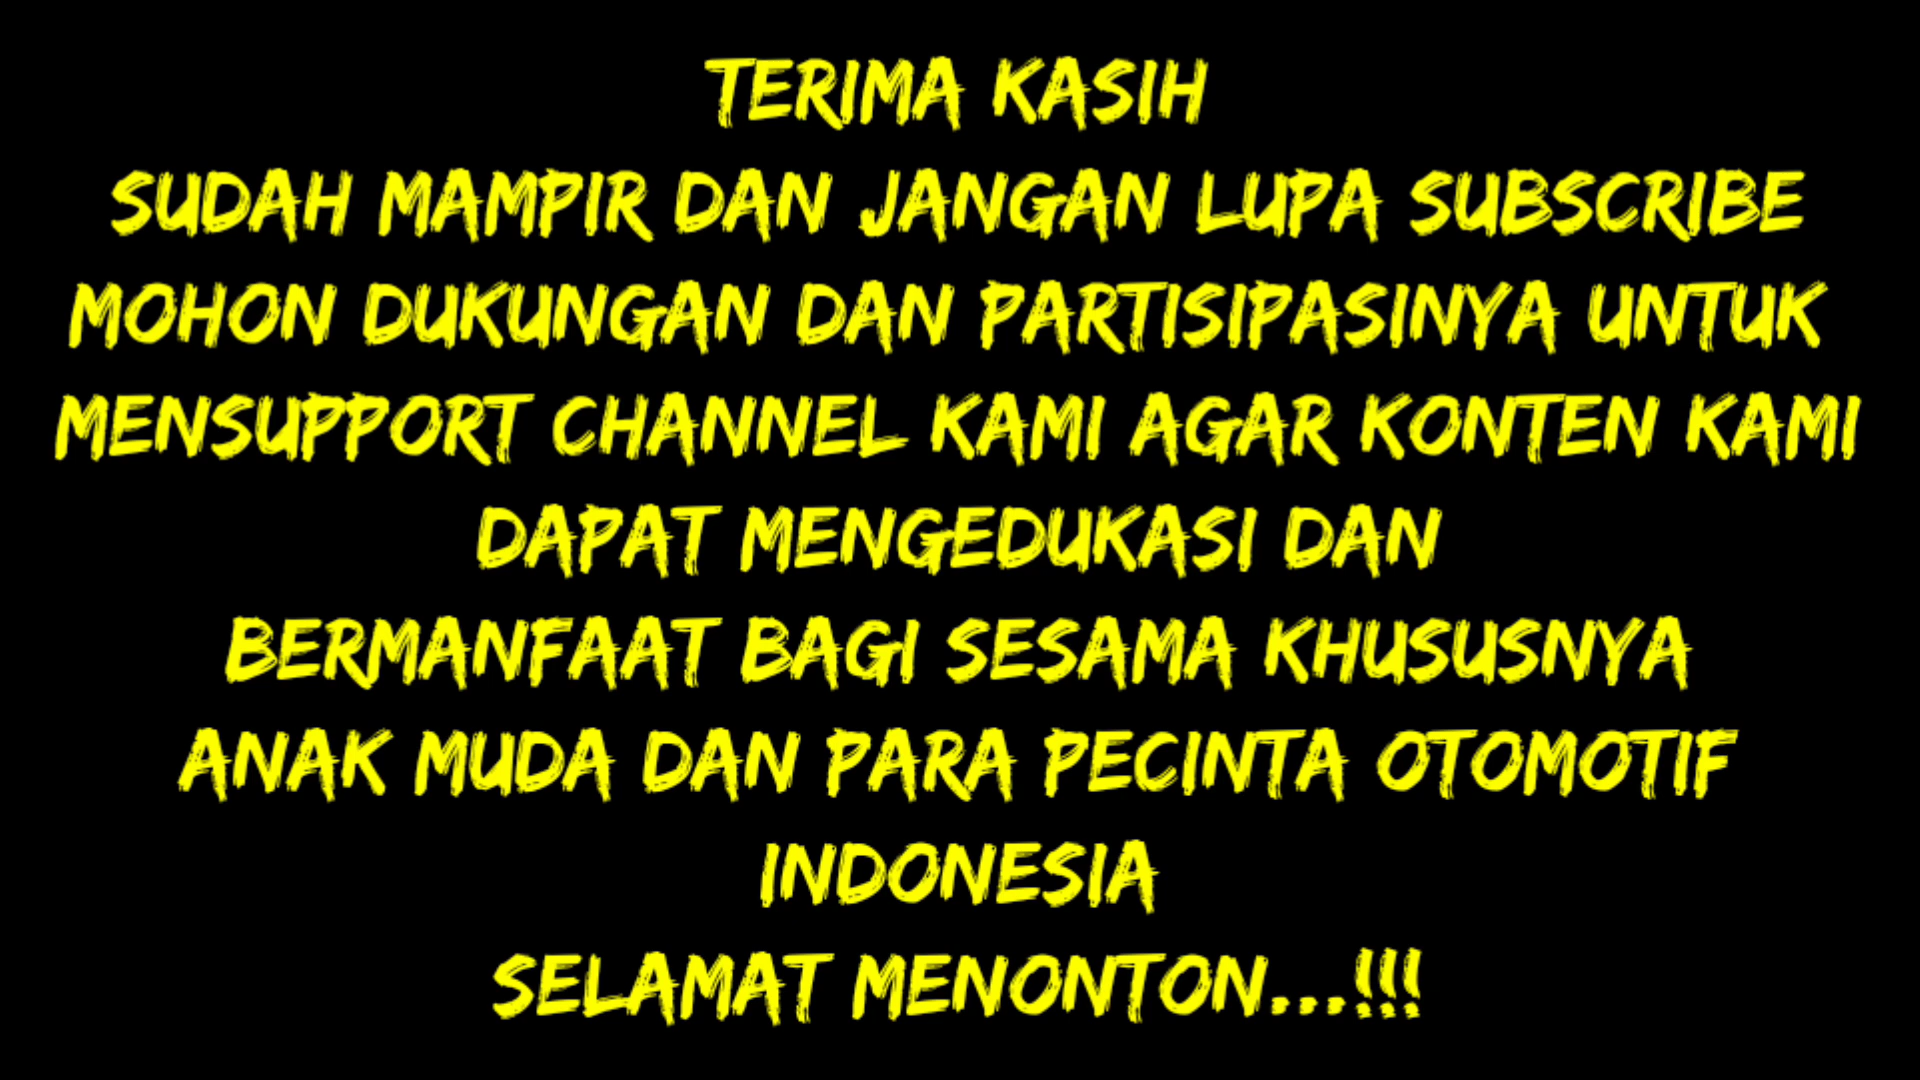 TERIMA KASIH
SUDAH MAMPIR DAN JANGAN LUPA SUBSCRIBE
MOHON DUKUNGAN DAN PARTISIPASINYA UNTUK
MENSUPPORT CHANNEL KAMI AGAR KONTEN KAMI
DAPAT MENGEDUKASI DAN
BERMANFAAT BAGI SESAMA KHUSUSNYA
ANAK MUDA DAN PARA PECINTA OTOMOTIF
INDONESIA
SELAMAT MENONTON...!!!